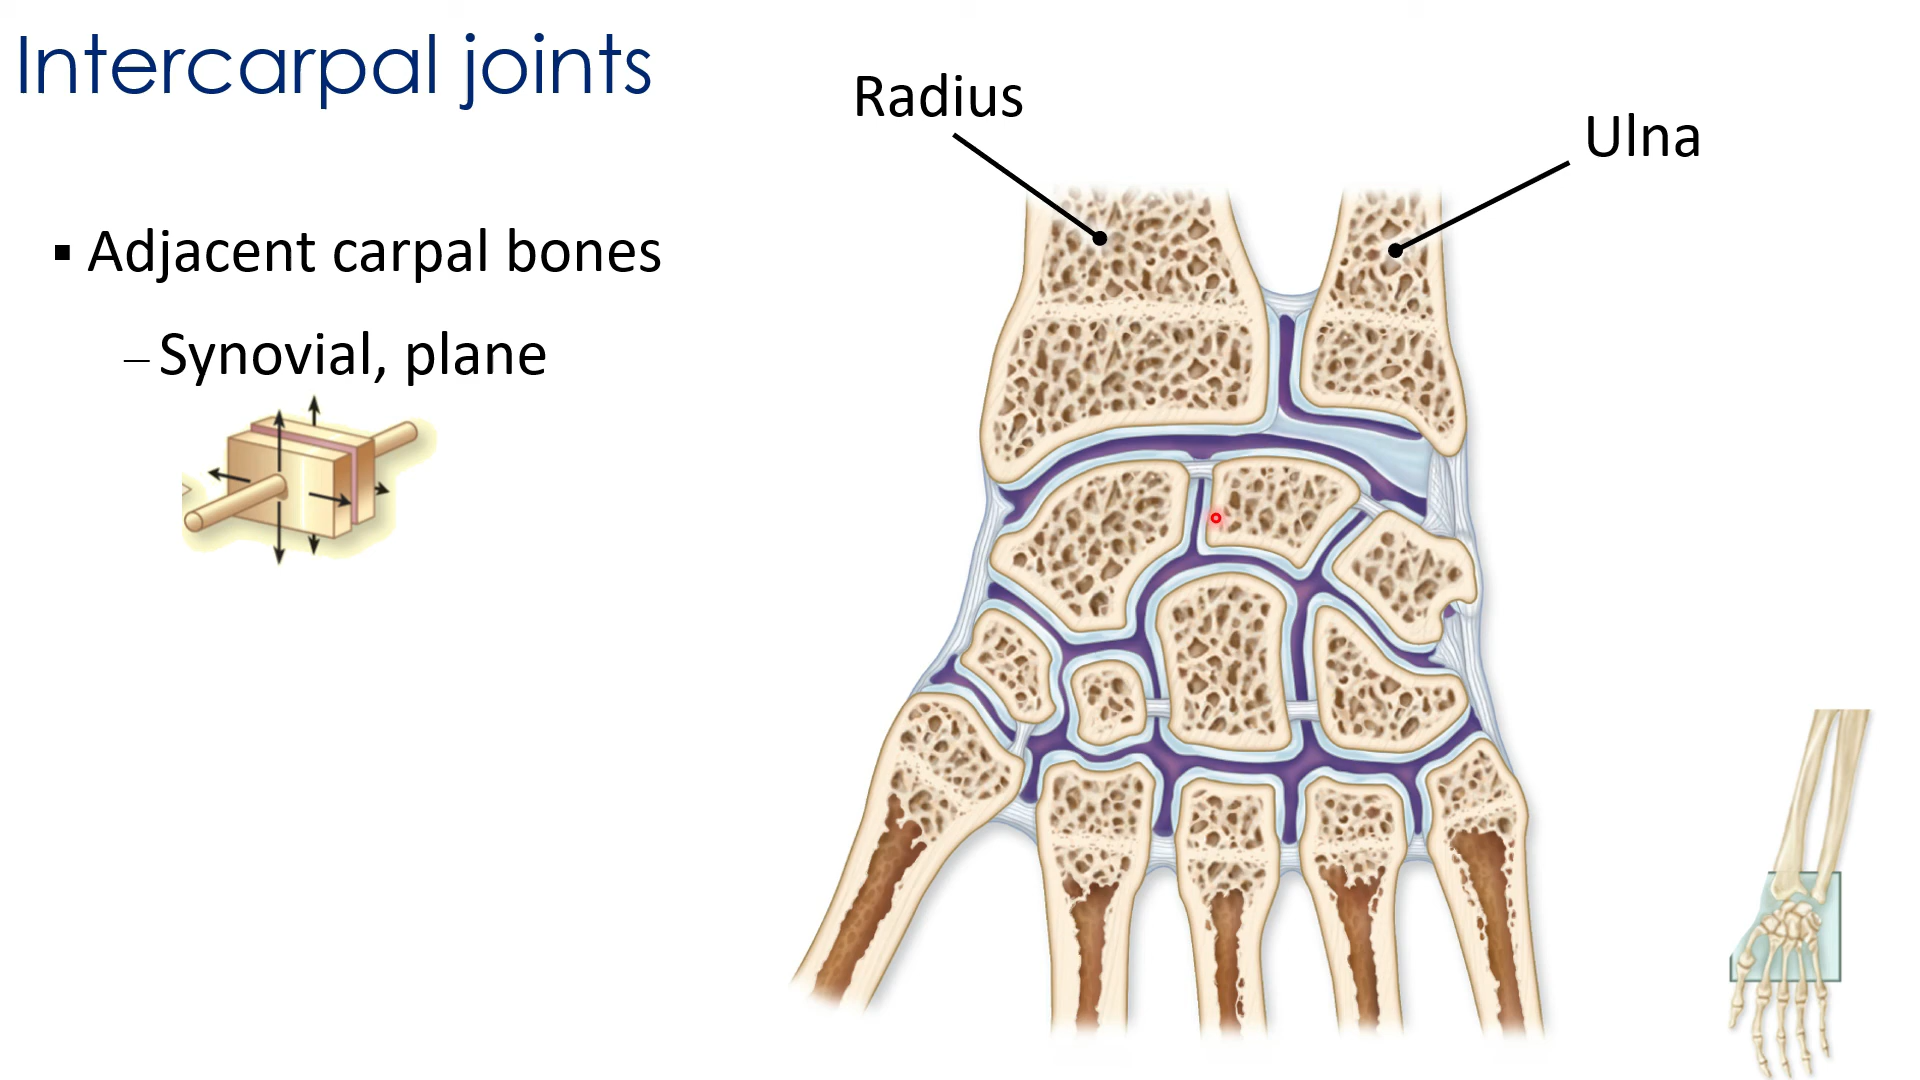 Intercarpal joints
Radius
Ulna
▪ Adjacent carpal bones
– Synovial, plane